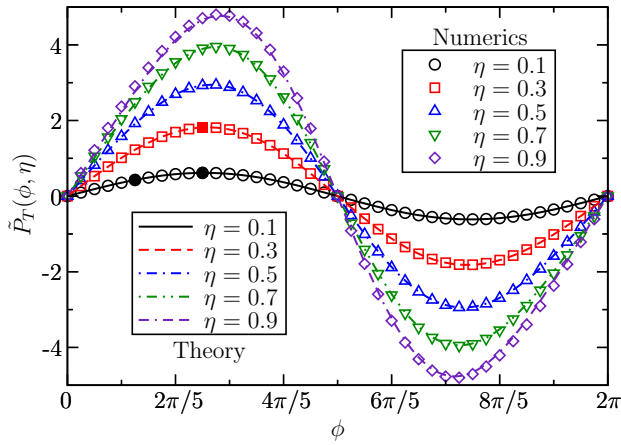 4
2
0
-2
-4
P̃_T(ϕ, η)
Numerics
η = 0.1
η = 0.3
η = 0.5
η = 0.7
η = 0.9
η = 0.1
η = 0.3
η = 0.5
η = 0.7
η = 0.9
Theory
0 2π/5 4π/5 6π/5 8π/5 2π
ϕ